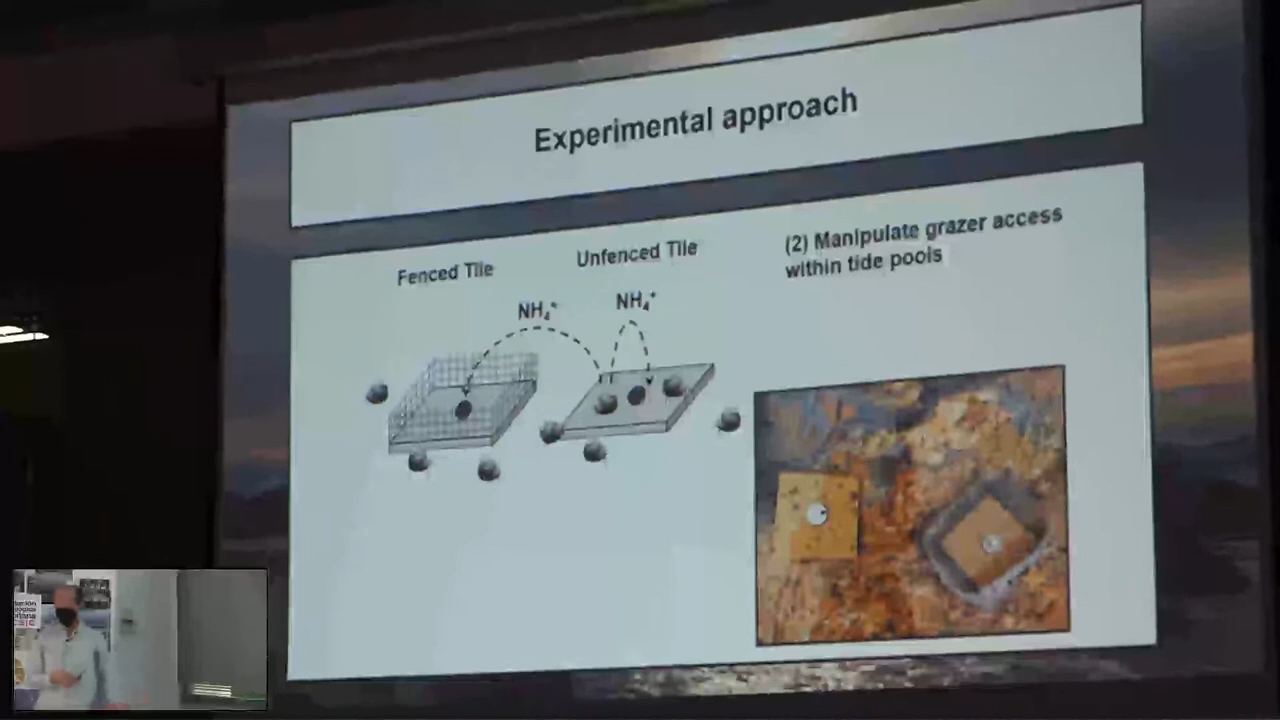 Experimental approach
Fenced Tile
Unfenced Tile
(2) Manipulate grazer access
within tide pools
NH₄⁺
NH₄⁺